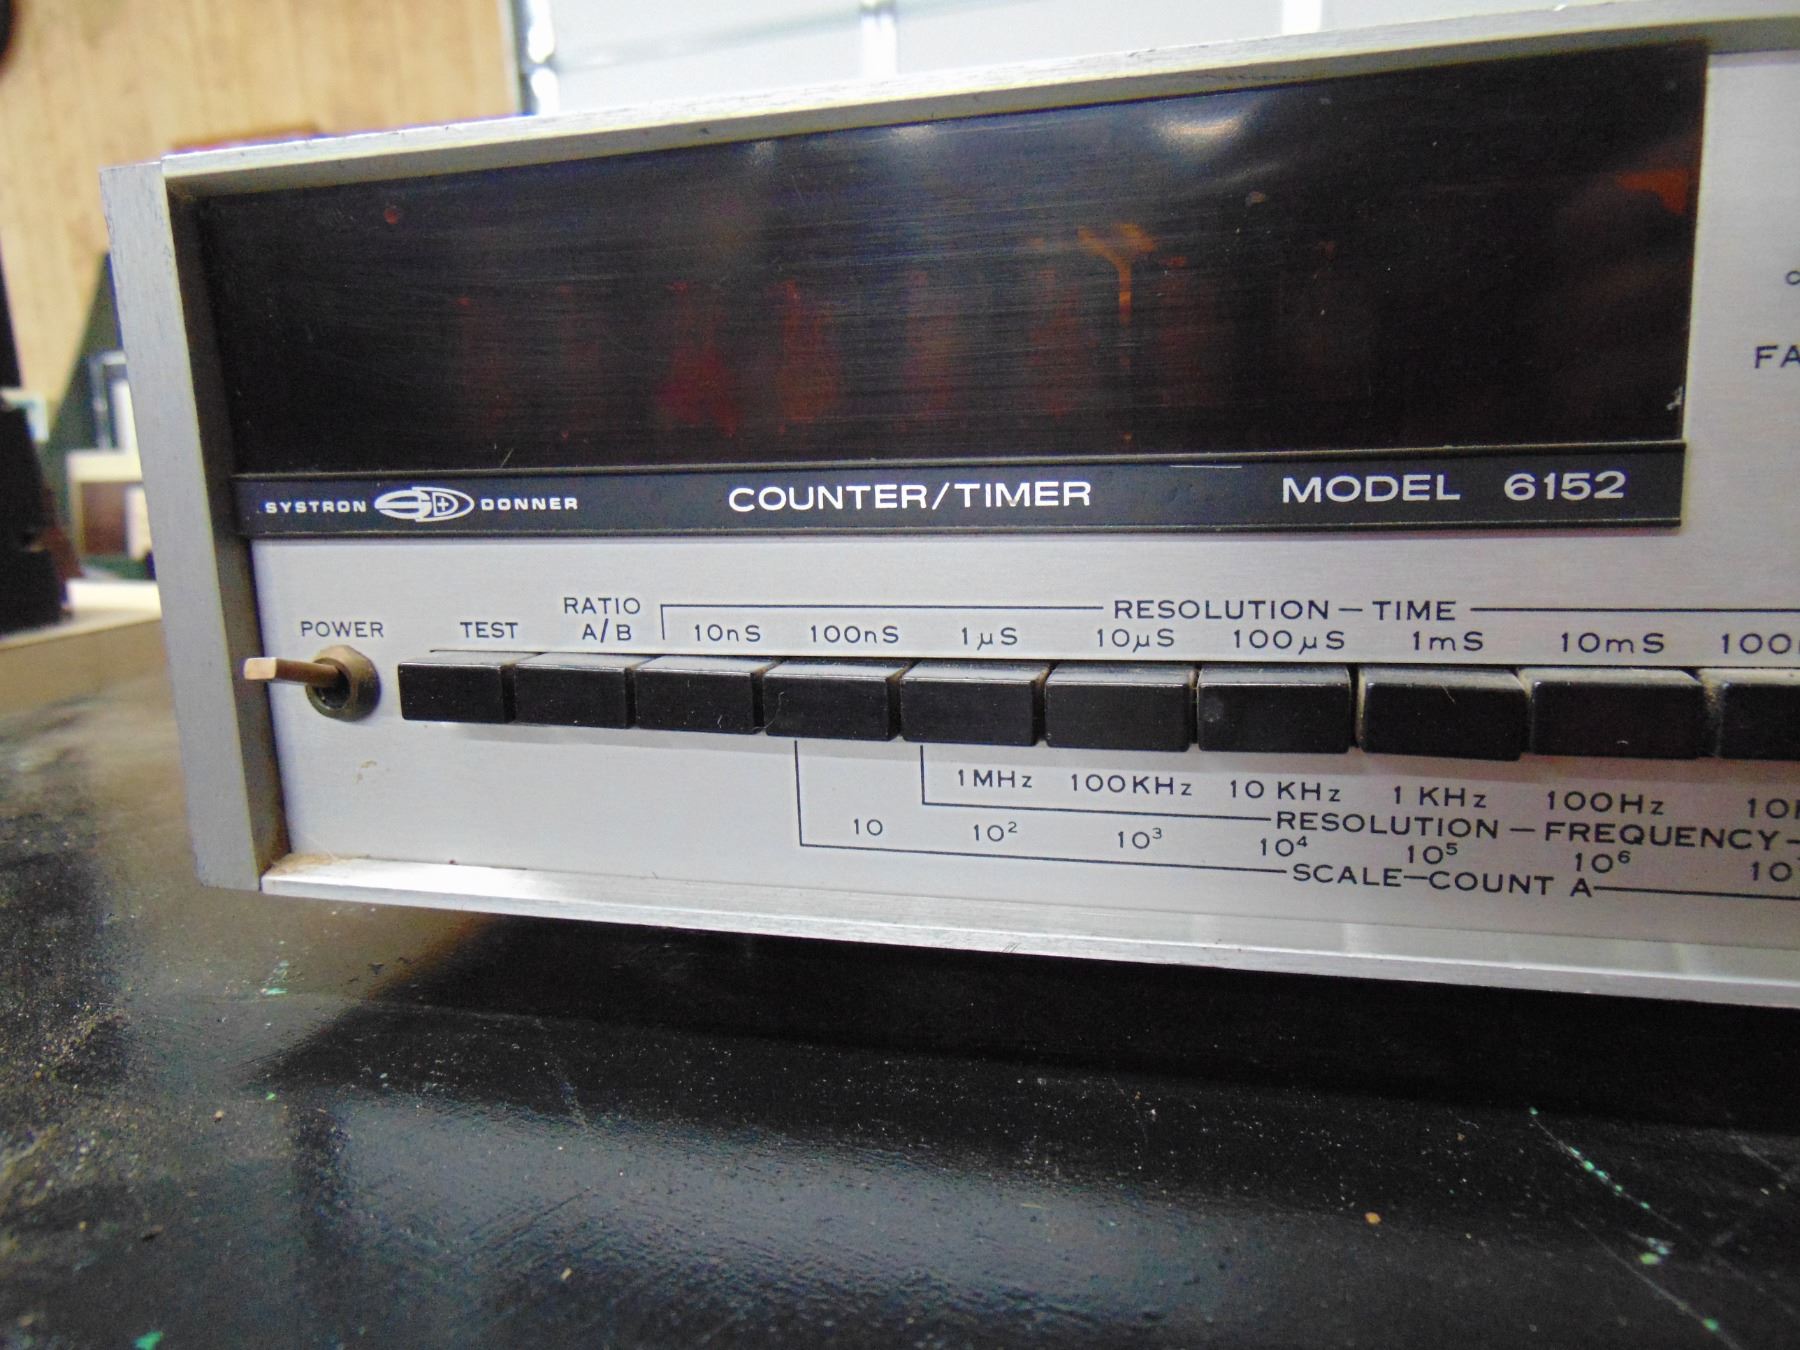 SYSTRON SD DONNER COUNTER/TIMER MODEL 6152
RESOLUTION — TIME
POWER TEST RATIO A/B 10nS 100nS 1µS 10µS 100µS 1mS 10mS
1MHz 100KHz 10 KHz 1 KHz 100Hz
RESOLUTION — FREQUENCY
10 10² 10³ 10⁴ 10⁵ 10⁶
SCALE—COUNT A